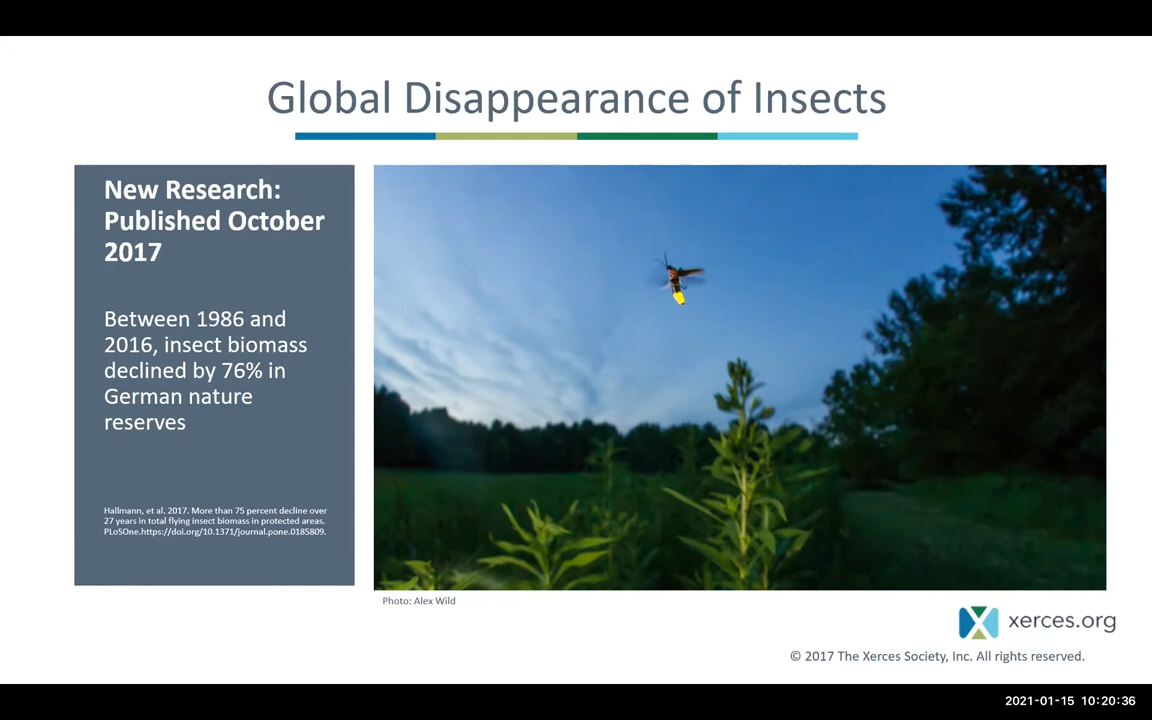 Global Disappearance of Insects
New Research:
Published October
2017
Between 1986 and
2016, insect biomass
declined by 76% in
German nature
reserves
Hallmann, et al. 2017. More than 75 percent decline over
27 years in total flying insect biomass in protected areas.
PLoSOne.https://doi.org/10.1371/journal.pone.0185809.
Photo: Alex Wild
xerces.org
© 2017 The Xerces Society, Inc. All rights reserved.
2021-01-15 10:20:36